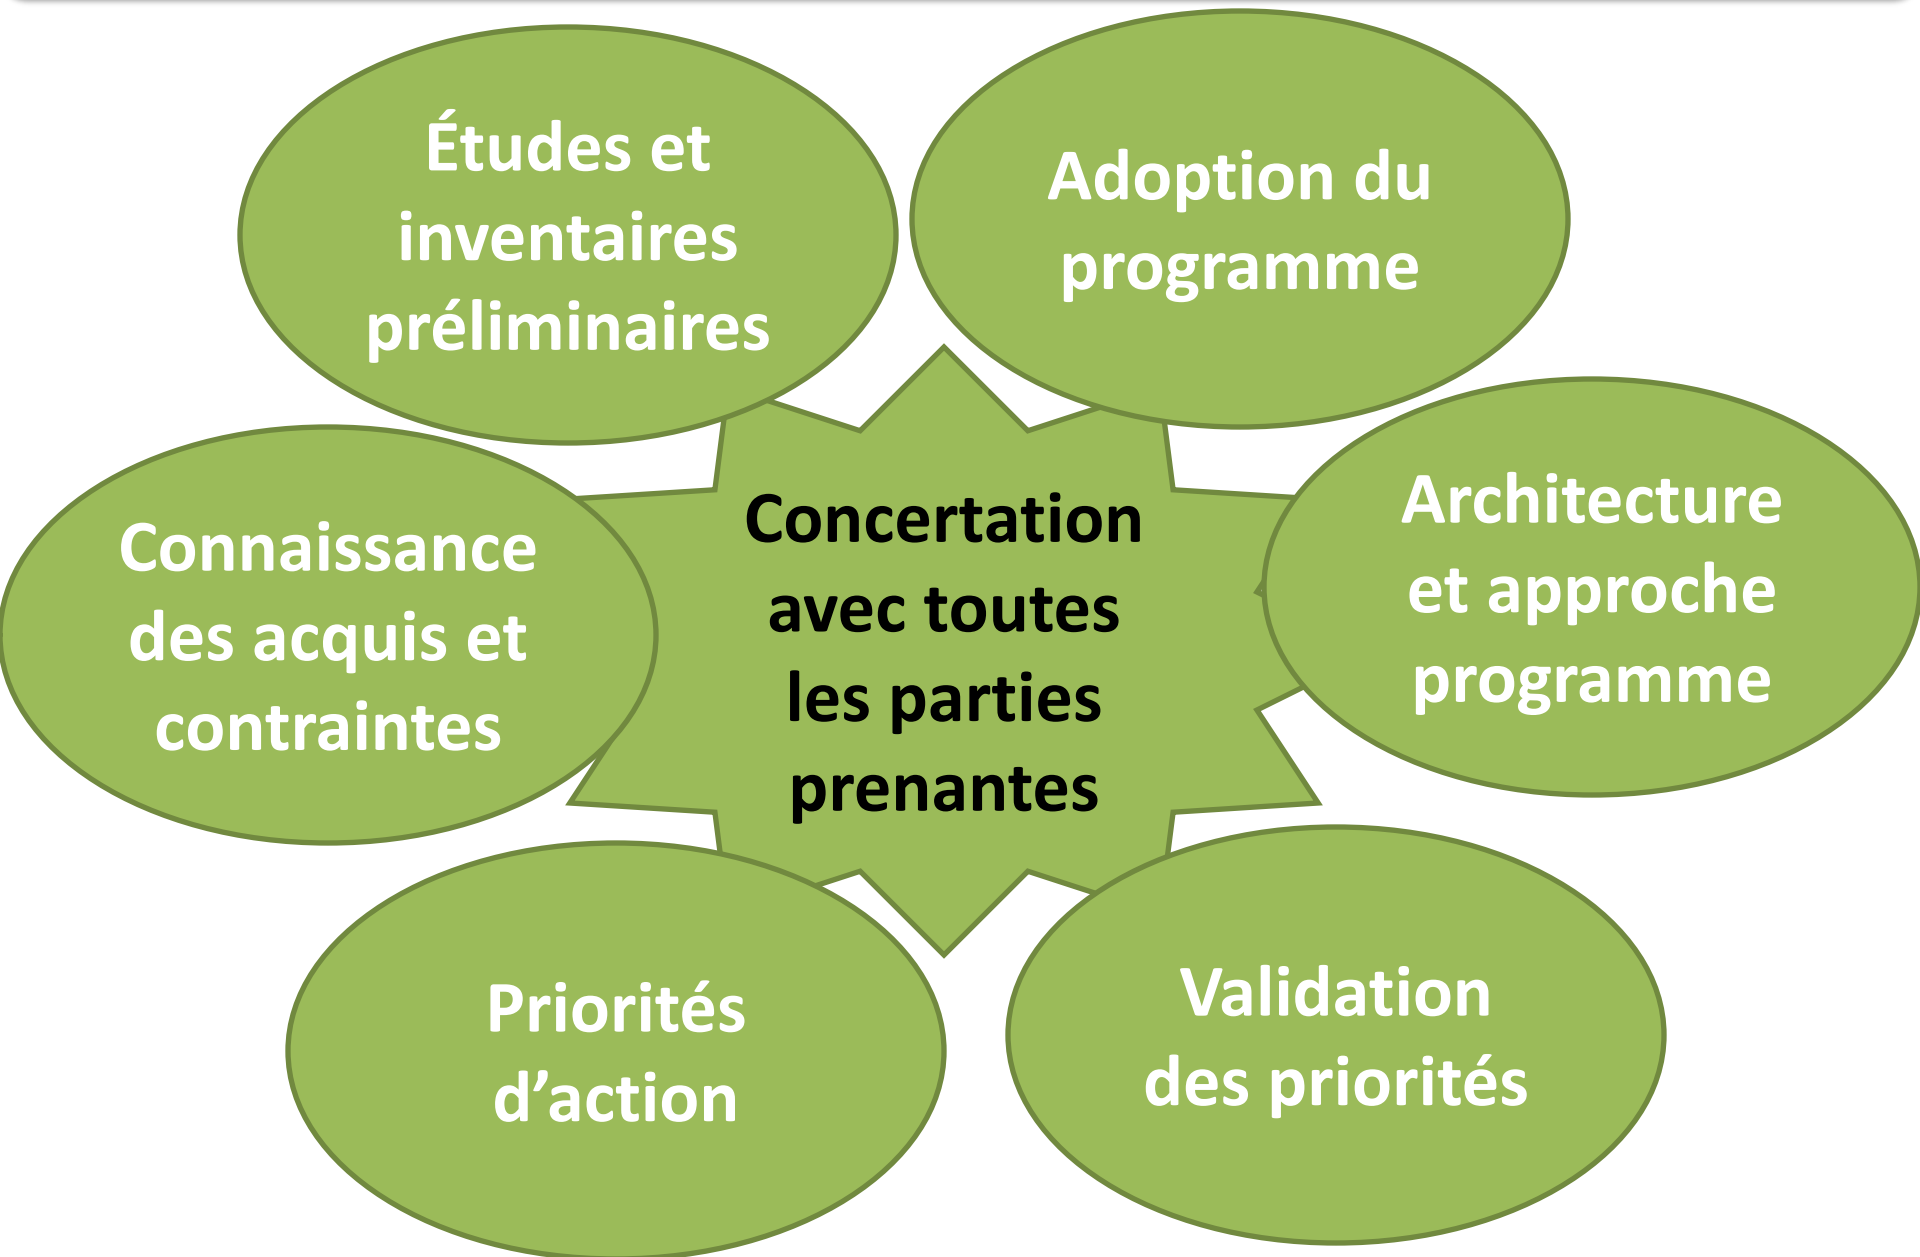 Études et
inventaires
préliminaires
Adoption du
programme
Connaissance
des acquis et
contraintes
Concertation
avec toutes
les parties
prenantes
Architecture
et approche
programme
Priorités
d’action
Validation
des priorités